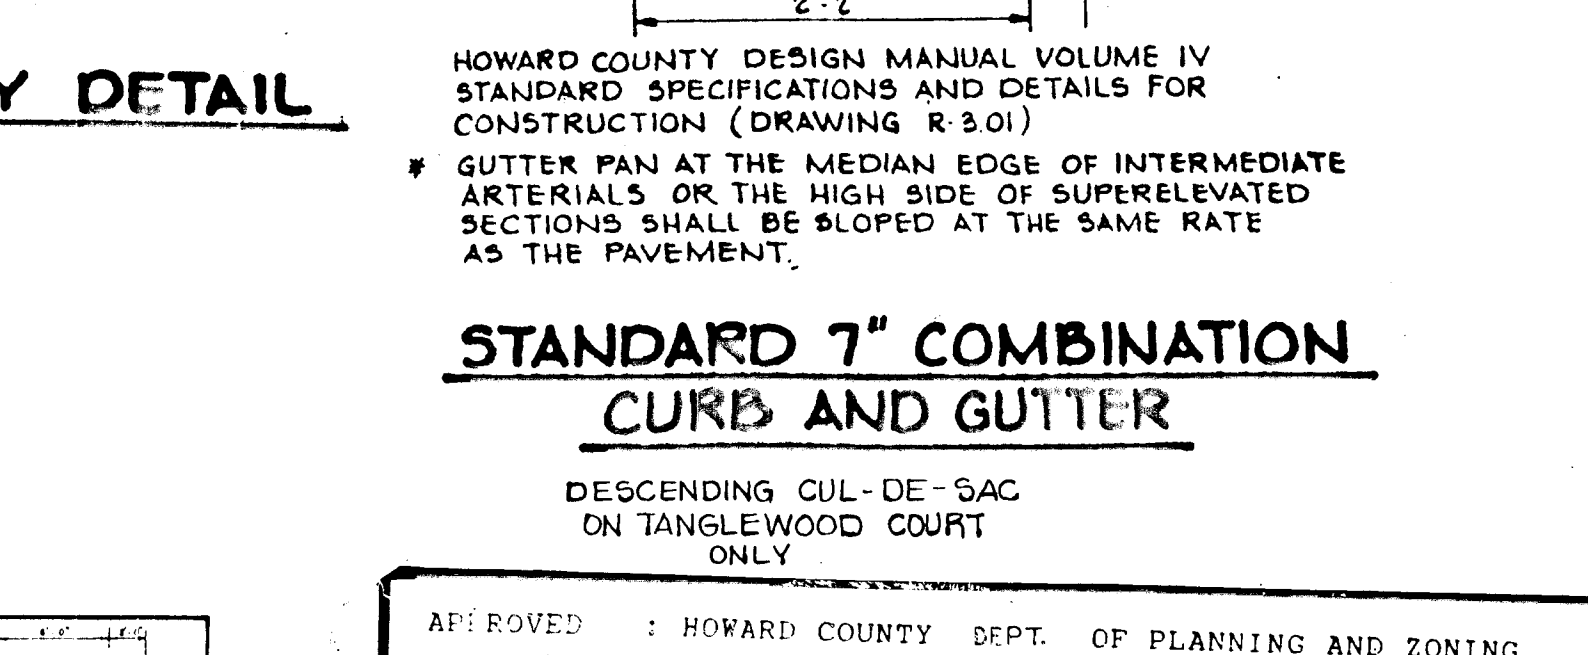 2-2
Y DETAIL
HOWARD COUNTY DESIGN MANUAL VOLUME IV
STANDARD SPECIFICATIONS AND DETAILS FOR
CONSTRUCTION (DRAWING R-3.01)
* GUTTER PAN AT THE MEDIAN EDGE OF INTERMEDIATE
ARTERIALS OR THE HIGH SIDE OF SUPERELEVATED
SECTIONS SHALL BE SLOPED AT THE SAME RATE
AS THE PAVEMENT.
STANDARD 7" COMBINATION
CURB AND GUTTER
DESCENDING CUL-DE-SAC
ON TANGLEWOOD COURT
ONLY
APPROVED : HOWARD COUNTY DEPT. OF PLANNING AND ZONING